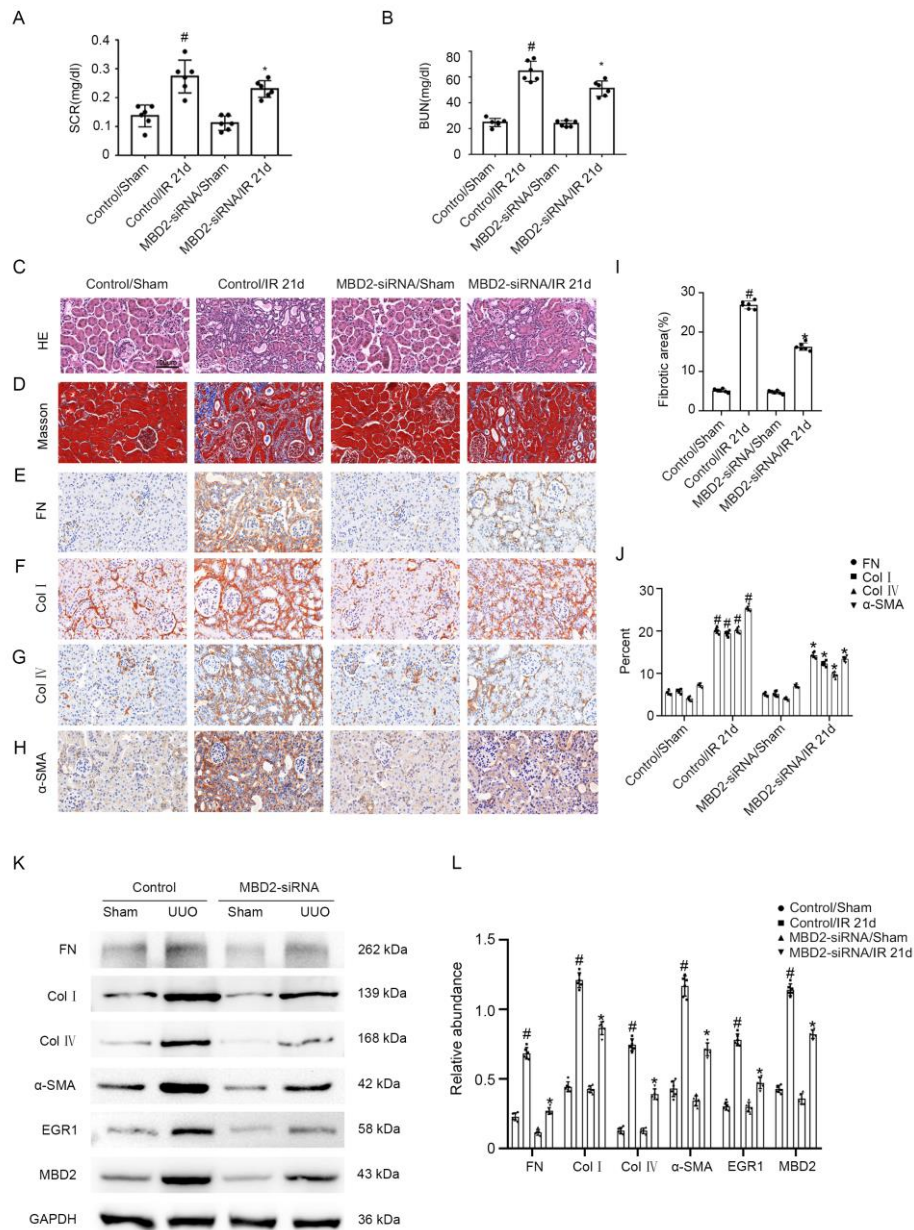 A
SCR(mg/dl)
0.4
0.3
0.2
0.1
0
#
*
Control/Sham
Control/IR 21d
MBD2-siRNA/Sham
MBD2-siRNA/IR 21d
B
BUN(mg/dl)
80
60
40
20
0
#
*
Control/Sham
Control/IR 21d
MBD2-siRNA/Sham
MBD2-siRNA/IR 21d
C
Control/Sham
Control/IR 21d
MBD2-siRNA/Sham
MBD2-siRNA/IR 21d
HE
D
Masson
E
FN
F
Col Ⅰ
G
Col Ⅳ
H
α-SMA
I
Fibrotic area(%)
30
20
10
0
#
*
Control/Sham
Control/IR 21d
MBD2-siRNA/Sham
MBD2-siRNA/IR 21d
J
FN
Col Ⅰ
Col Ⅳ
α-SMA
Percent
30
20
10
0
# # # #
* * * *
Control/Sham
Control/IR 21d
MBD2-siRNA/Sham
MBD2-siRNA/IR 21d
K
Control MBD2-siRNA
Sham UUO Sham UUO
FN 262 kDa
Col Ⅰ 139 kDa
Col Ⅳ 168 kDa
α-SMA 42 kDa
EGR1 58 kDa
MBD2 43 kDa
GAPDH 36 kDa
L
Control/Sham
Control/IR 21d
MBD2-siRNA/Sham
MBD2-siRNA/IR 21d
Relative abundance
1.5
1.0
0.5
0
# * # * # * # * # * # *
FN Col Ⅰ Col Ⅳ α-SMA EGR1 MBD2